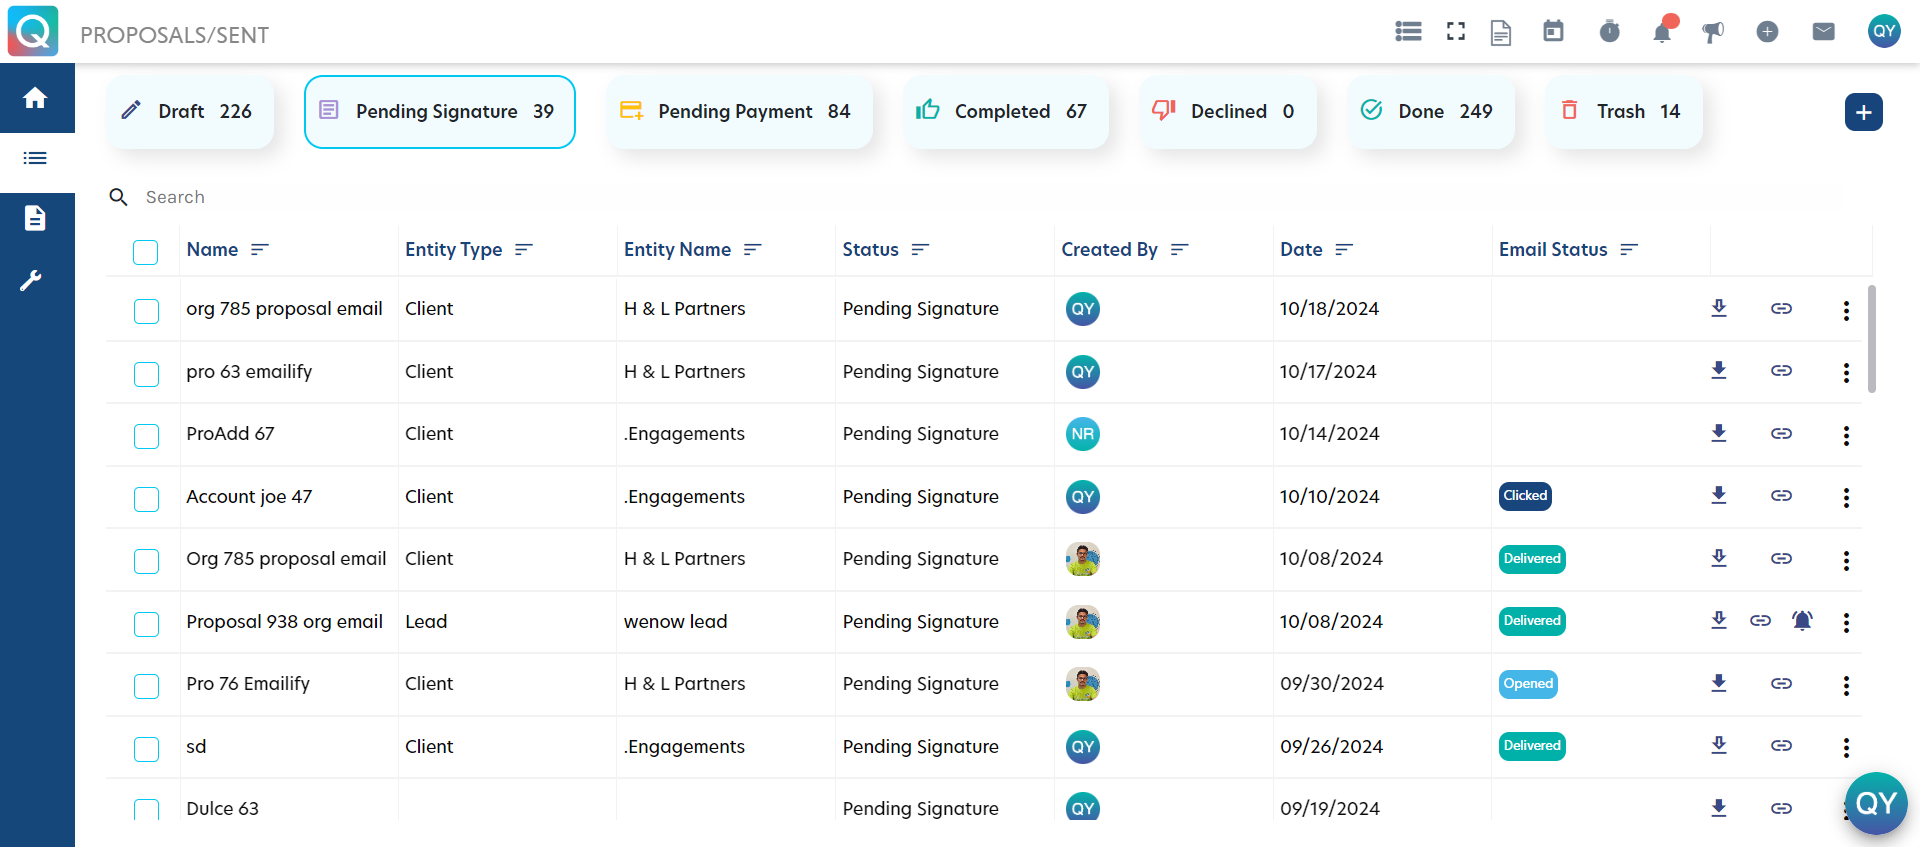 PROPOSALS/SENT
QY
Draft 226
Pending Signature 39
Pending Payment 84
Completed 67
Declined 0
Done 249
Trash 14
Search
Name Entity Type Entity Name Status Created By Date Email Status
org 785 proposal email Client H & L Partners Pending Signature QY 10/18/2024
pro 63 emailify Client H & L Partners Pending Signature QY 10/17/2024
ProAdd 67 Client .Engagements Pending Signature NR 10/14/2024
Account joe 47 Client .Engagements Pending Signature QY 10/10/2024 Clicked
Org 785 proposal email Client H & L Partners Pending Signature 10/08/2024 Delivered
Proposal 938 org email Lead wenow lead Pending Signature 10/08/2024 Delivered
Pro 76 Emailify Client H & L Partners Pending Signature 09/30/2024 Opened
sd Client .Engagements Pending Signature QY 09/26/2024 Delivered
Dulce 63 Pending Signature QY 09/19/2024
QY